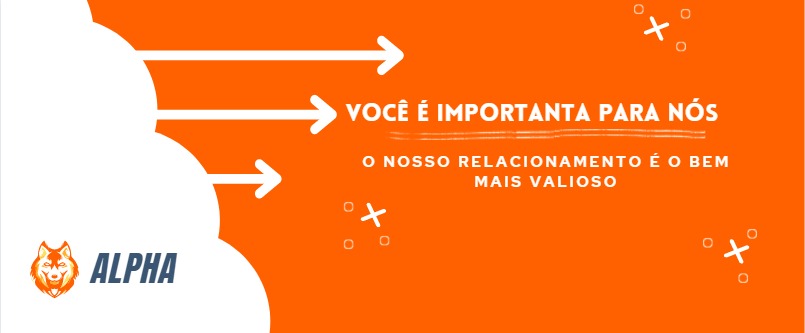 VOCÊ É IMPORTANTA PARA NÓS
O NOSSO RELACIONAMENTO É O BEM
MAIS VALIOSO
ALPHA